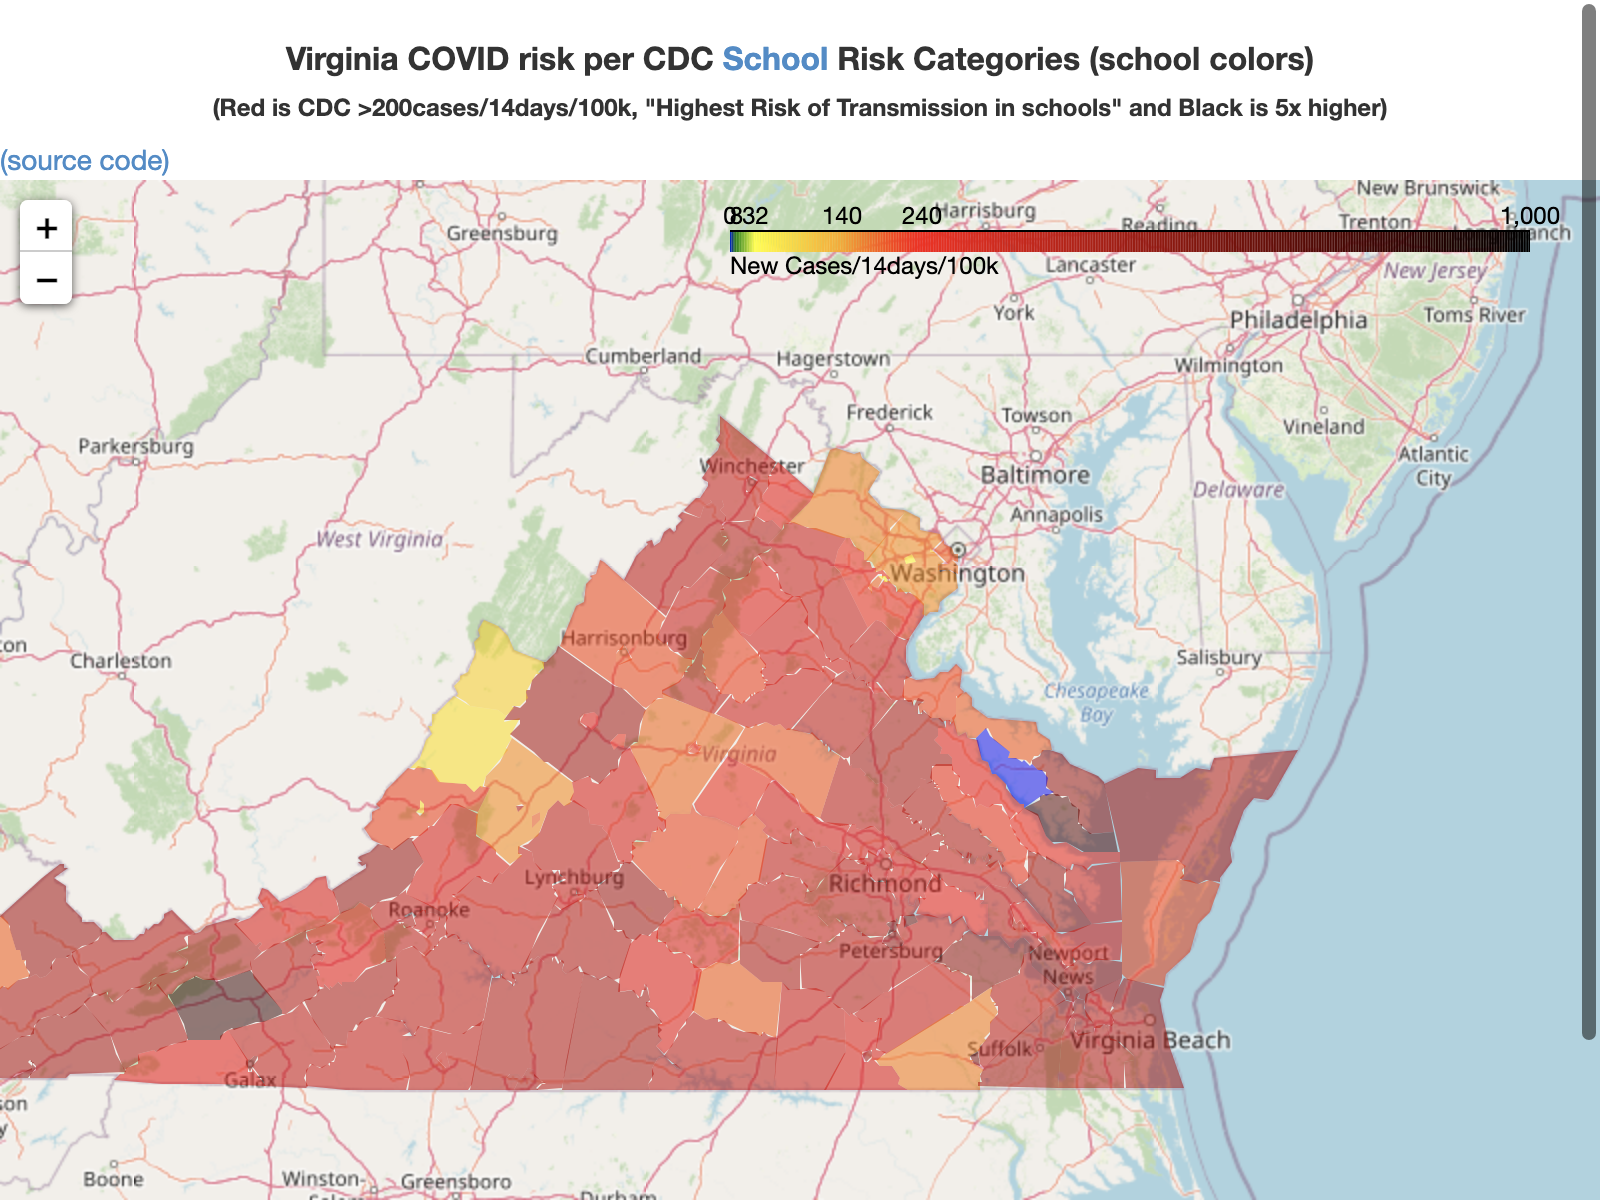 Virginia COVID risk per CDC School Risk Categories (school colors)
(Red is CDC >200cases/14days/100k, "Highest Risk of Transmission in schools" and Black is 5x higher)
(source code)
+
−
0 8 32 140 240 1,000
New Cases/14days/100k
New Brunswick
Harrisburg
Reading
Trenton
Greensburg
Lancaster
New Jersey
York
Philadelphia
Toms River
Cumberland
Hagerstown
Wilmington
Frederick
Towson
Vineland
Parkersburg
Atlantic
City
Winchester
Baltimore
Delaware
Annapolis
West Virginia
Washington
Harrisonburg
Charleston
Salisbury
Chesapeake
Bay
Virginia
Lynchburg
Richmond
Roanoke
Petersburg
Newport
News
Virginia Beach
Suffolk
Galax
Boone
Winston-
Greensboro
Durham